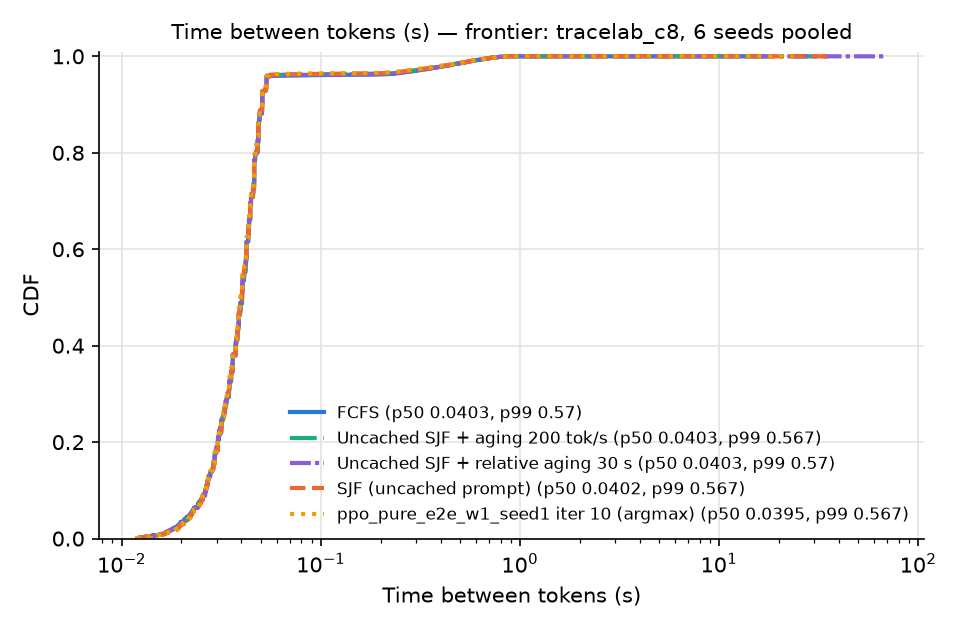 Time between tokens (s) — frontier: tracelab_c8, 6 seeds pooled
CDF
1.0
0.8
0.6
0.4
0.2
0.0
FCFS (p50 0.0403, p99 0.57)
Uncached SJF + aging 200 tok/s (p50 0.0403, p99 0.567)
Uncached SJF + relative aging 30 s (p50 0.0403, p99 0.57)
SJF (uncached prompt) (p50 0.0402, p99 0.567)
ppo_pure_e2e_w1_seed1 iter 10 (argmax) (p50 0.0395, p99 0.567)
10⁻² 10⁻¹ 10⁰ 10¹ 10²
Time between tokens (s)